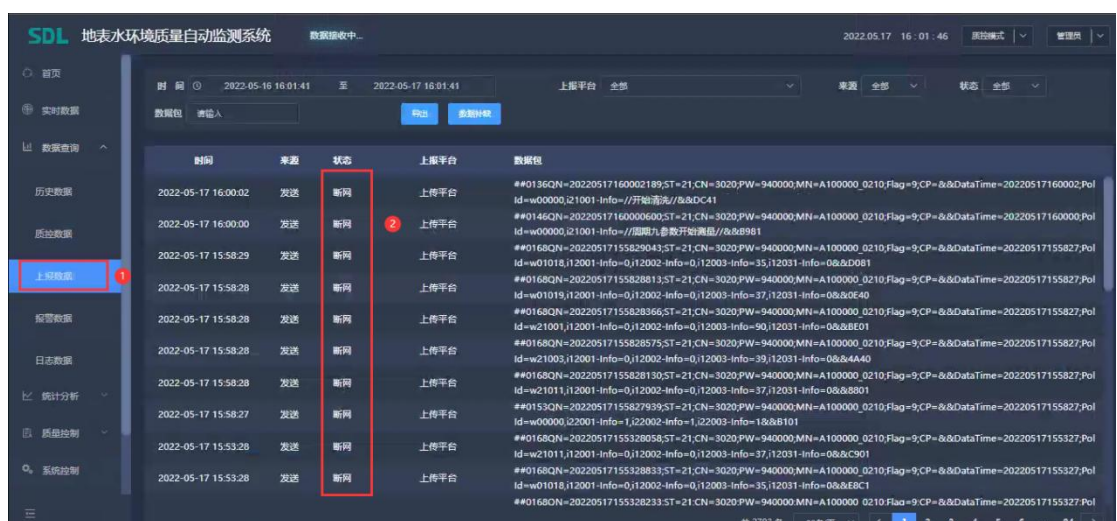 SDL 地表水环境质量自动监测系统 数据接收中... 2022.05.17 16:01:46 质控模式 管理员
首页
实时数据
数据查询
历史数据
质控数据
上报数据 1
报警数据
日志数据
统计分析
质量控制
系统控制
时间 2022-05-16 16:01:41 至 2022-05-17 16:01:41 上报平台 全部 来源 全部 状态 全部
数据包 请输入 导出 数据补取
时间 来源 状态 上报平台 数据包
2022-05-17 16:00:02 发送 断网 上传平台 ##0136QN=20220517160002189;ST=21;CN=3020;PW=940000;MN=A100000_0210;Flag=9;CP=&&DataTime=20220517160002;Pol
Id=w00000,i21001-Info=//开始清洗//&&DC41
2022-05-17 16:00:00 发送 断网 2 上传平台 ##0146QN=20220517160000600;ST=21;CN=3020;PW=940000;MN=A100000_0210;Flag=9;CP=&&DataTime=20220517160000;Pol
Id=w00000,i21001-Info=//周期九参数开始测量//&&B981
2022-05-17 15:58:29 发送 断网 上传平台 ##0168QN=20220517155829043;ST=21;CN=3020;PW=940000;MN=A100000_0210;Flag=9;CP=&&DataTime=20220517155827;Pol
Id=w01018,i12001-Info=0,i12002-Info=0,i12003-Info=35,i12031-Info=0&&D081
2022-05-17 15:58:28 发送 断网 上传平台 ##0168QN=20220517155828813;ST=21;CN=3020;PW=940000;MN=A100000_0210;Flag=9;CP=&&DataTime=20220517155827;Pol
Id=w01019,i12001-Info=0,i12002-Info=0,i12003-Info=37,i12031-Info=0&&0E40
2022-05-17 15:58:28 发送 断网 上传平台 ##0168QN=20220517155828366;ST=21;CN=3020;PW=940000;MN=A100000_0210;Flag=9;CP=&&DataTime=20220517155827;Pol
Id=w21001,i12001-Info=0,i12002-Info=0,i12003-Info=90,i12031-Info=0&&BE01
2022-05-17 15:58:28 发送 断网 上传平台 ##0168QN=20220517155828575;ST=21;CN=3020;PW=940000;MN=A100000_0210;Flag=9;CP=&&DataTime=20220517155827;Pol
Id=w21003,i12001-Info=0,i12002-Info=0,i12003-Info=39,i12031-Info=0&&4A40
2022-05-17 15:58:28 发送 断网 上传平台 ##0168QN=20220517155828130;ST=21;CN=3020;PW=940000;MN=A100000_0210;Flag=9;CP=&&DataTime=20220517155827;Pol
Id=w21011,i12001-Info=0,i12002-Info=0,i12003-Info=37,i12031-Info=0&&8801
2022-05-17 15:58:27 发送 断网 上传平台 ##0153QN=20220517155827939;ST=21;CN=3020;PW=940000;MN=A100000_0210;Flag=9;CP=&&DataTime=20220517155827;Pol
Id=w00000,i22001-Info=1,i22002-Info=1,i22003-Info=1&&B101
2022-05-17 15:53:28 发送 断网 上传平台 ##0168QN=20220517155328058;ST=21;CN=3020;PW=940000;MN=A100000_0210;Flag=9;CP=&&DataTime=20220517155327;Pol
Id=w21011,i12001-Info=0,i12002-Info=0,i12003-Info=37,i12031-Info=0&&C901
2022-05-17 15:53:28 发送 断网 上传平台 ##0168QN=20220517155328833;ST=21;CN=3020;PW=940000;MN=A100000_0210;Flag=9;CP=&&DataTime=20220517155327;Pol
Id=w01018,i12001-Info=0,i12002-Info=0,i12003-Info=35,i12031-Info=0&&E8C1
##0168QN=20220517155328233;ST=21;CN=3020;PW=940000;MN=A100000_0210;Flag=9;CP=&&DataTime=20220517155327;Pol